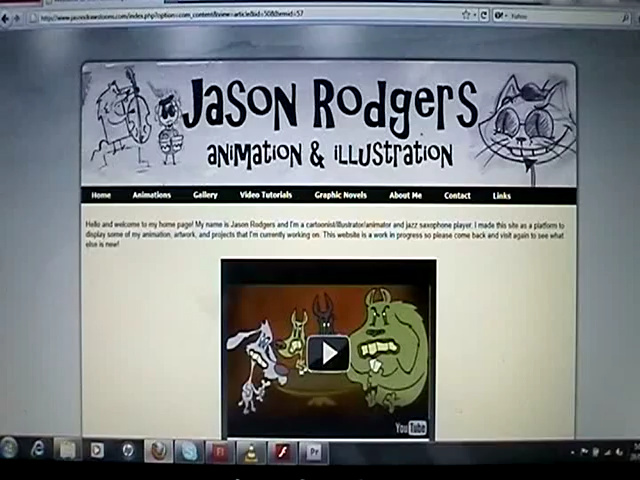 Yahoo
Jason Rodgers
animation & illustration
Home Animations Gallery Video Tutorials Graphic Novels About Me Contact Links
Hello and welcome to my home page! My name is Jason Rodgers and I'm a cartoonist/illustrator/animator and jazz saxophone player. I made this site as a platform to
display some of my animation, artwork, and projects that I'm currently working on. This website is a work in progress so please come back and visit again to see what
else is new!
YouTube
Pr